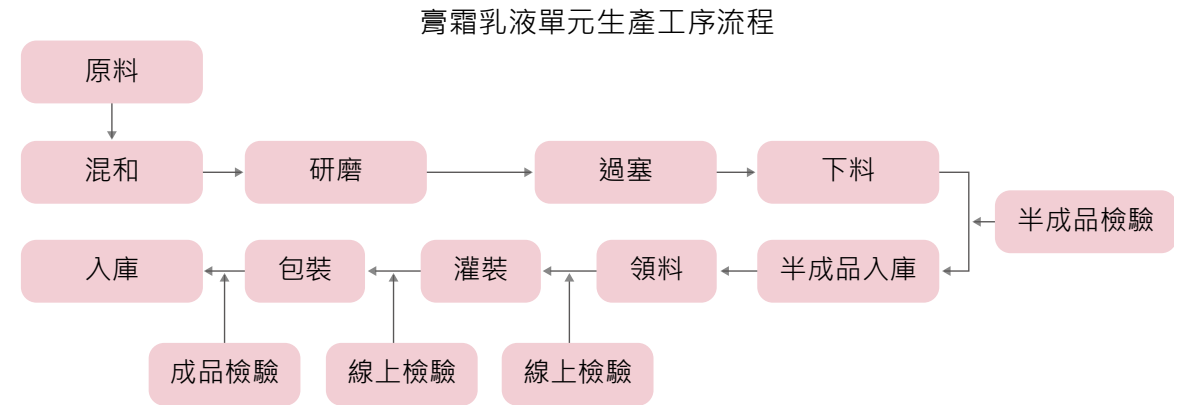 膏霜乳液單元生產工序流程
原料
混和
研磨
過塞
下料
半成品檢驗
入庫
包裝
灌裝
領料
半成品入庫
成品檢驗
線上檢驗
線上檢驗